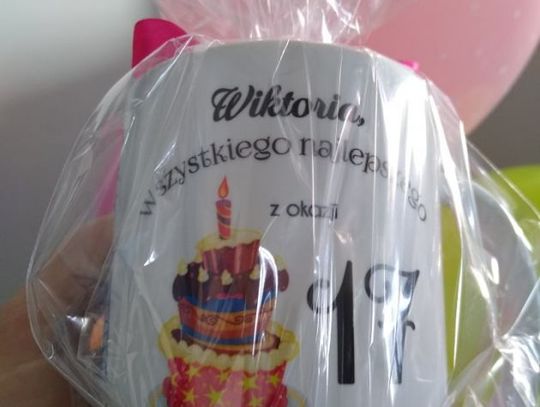 Wiktoria,
wszystkiego najlepszego
z okazji
17